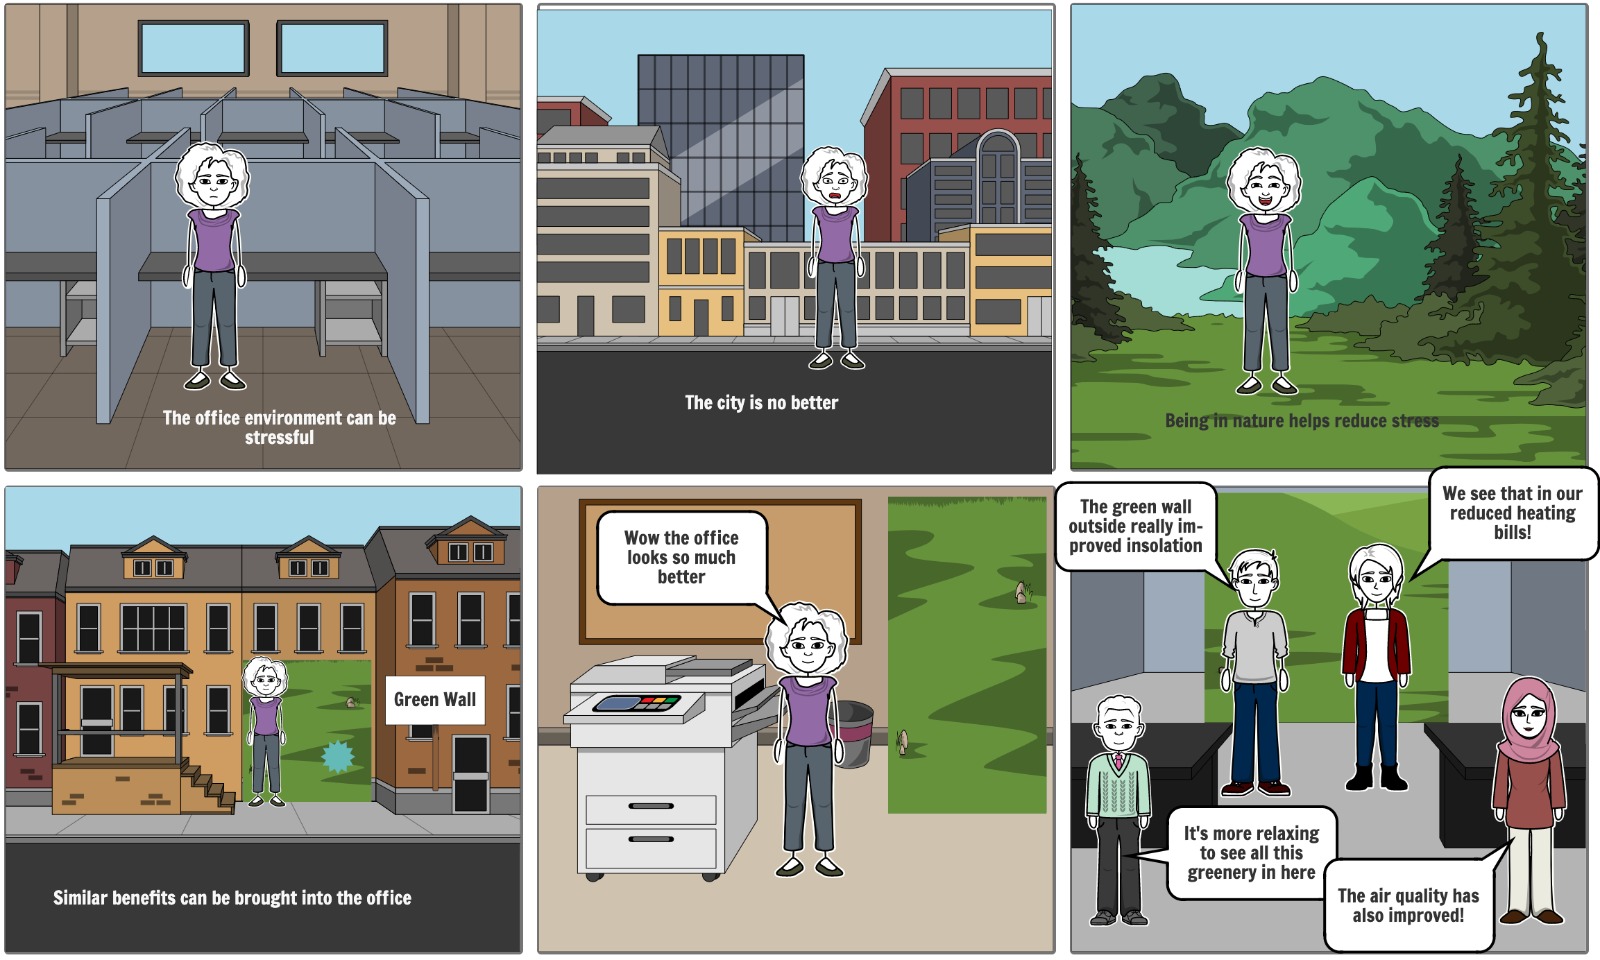 The office environment can be
stressful
The city is no better
Being in nature helps reduce stress
Green Wall
Similar benefits can be brought into the office
Wow the office
looks so much
better
The green wall
outside really im-
proved insolation
We see that in our
reduced heating
bills!
It's more relaxing
to see all this
greenery in here
The air quality has
also improved!